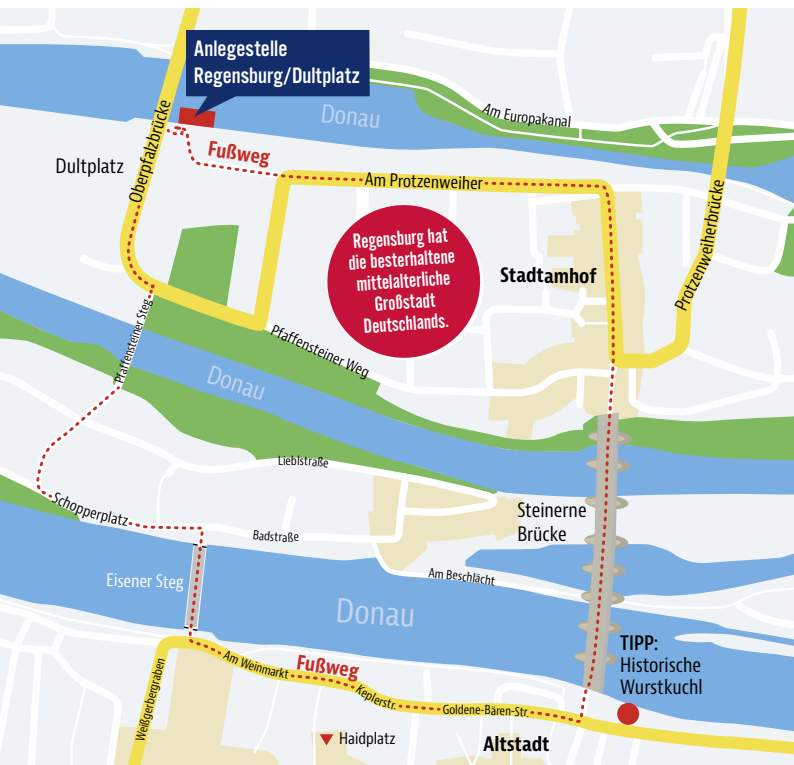 Anlegestelle
Regensburg/Dultplatz
Donau
Am Europakanal
Oberpfalzbrücke
Dultplatz
Fußweg
Am Protzenweiher
Protzenweiherbrücke
Regensburg hat
die besterhaltene
mittelalterliche
Großstadt
Deutschlands.
Stadtamhof
Pfaffensteiner Steg
Pfaffensteiner Weg
Donau
Lieblstraße
Schopperplatz
Badstraße
Steinerne
Brücke
Eisener Steg
Am Beschlächt
Donau
TIPP:
Historische
Wurstkuchl
Weißgerbergraben
Am Weinmarkt
Fußweg
Keplerstr.
Goldene-Bären-Str.
Haidplatz
Altstadt